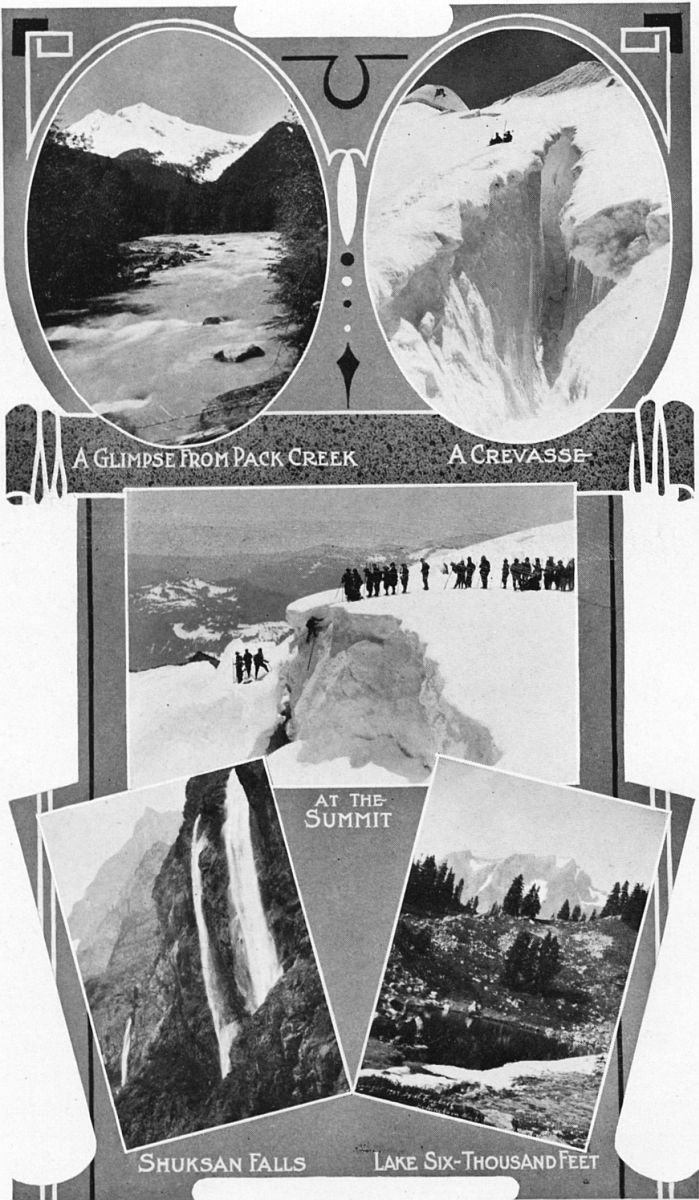 A GLIMPSE FROM PACK CREEK
A CREVASSE
AT THE
SUMMIT
SHUKSAN FALLS
LAKE SIX-THOUSAND FEET